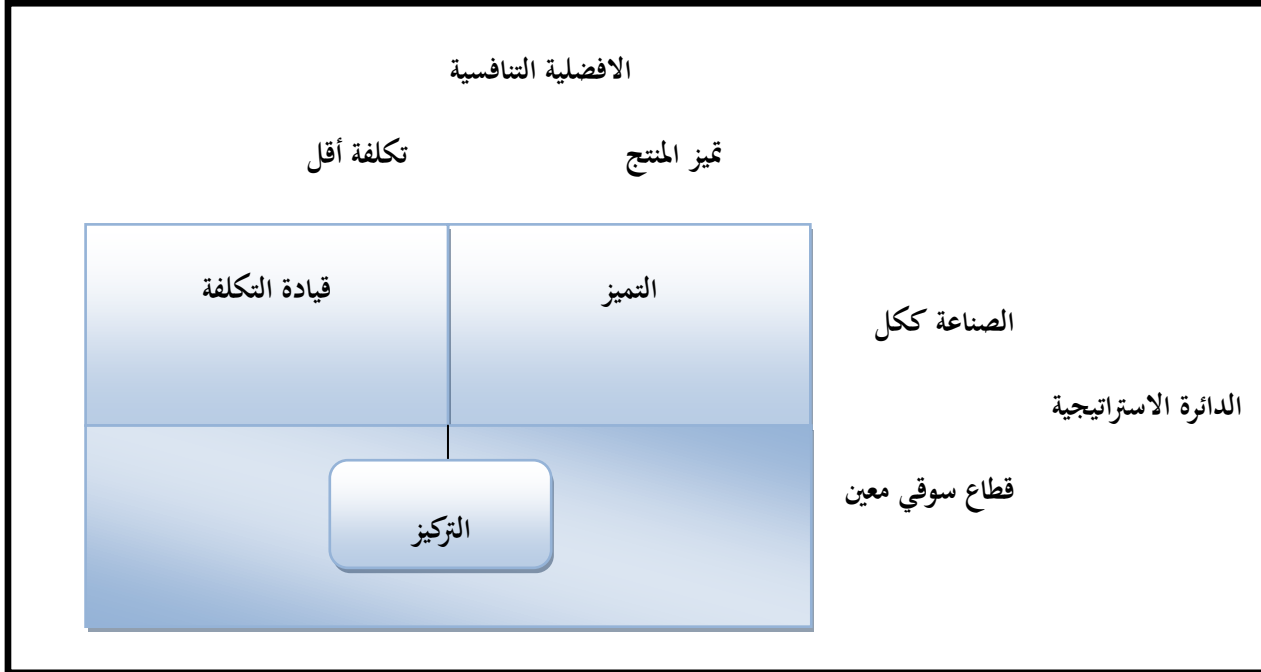 الافضلية التنافسية
تميز المنتج
تكلفة أقل
التميز
قيادة التكلفة
الصناعة ككل
الدائرة الاستراتيجية
قطاع سوقي معين
التركيز